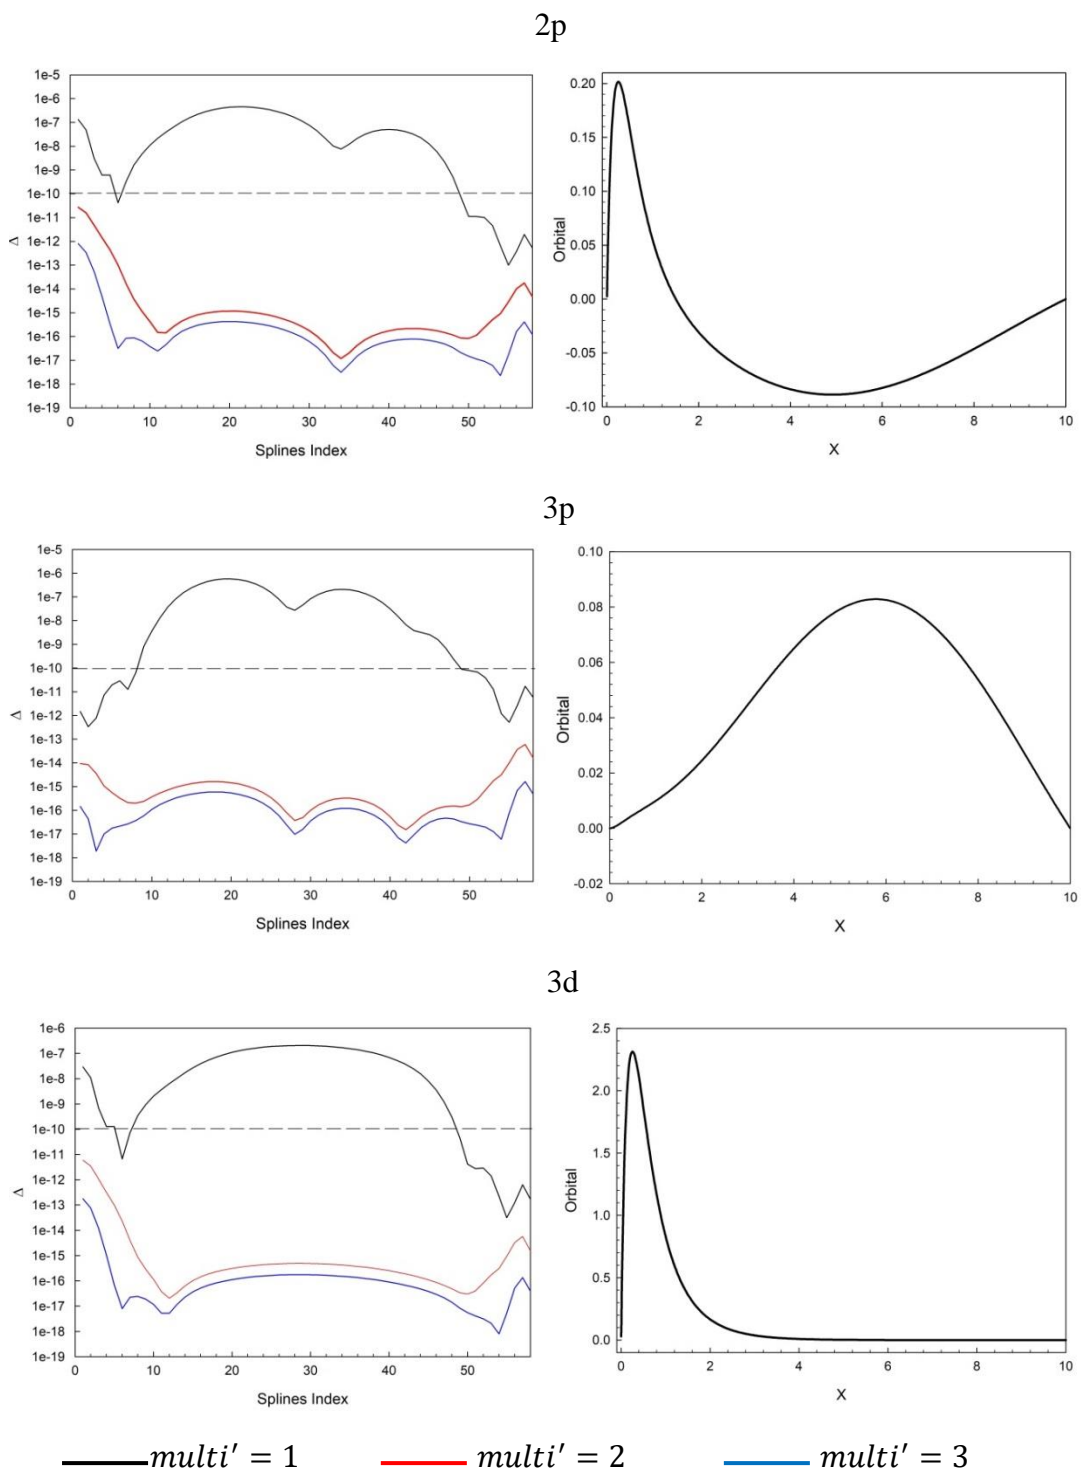 2p
1e-5
1e-6
1e-7
1e-8
1e-9
1e-10
1e-11
1e-12
1e-13
1e-14
1e-15
1e-16
1e-17
1e-18
1e-19
Δ
0 10 20 30 40 50
Splines Index
0.20
0.15
0.10
0.05
0.00
-0.05
-0.10
Orbital
0 2 4 6 8 10
X
3p
1e-5
1e-6
1e-7
1e-8
1e-9
1e-10
1e-11
1e-12
1e-13
1e-14
1e-15
1e-16
1e-17
1e-18
1e-19
Δ
0 10 20 30 40 50
Splines Index
0.10
0.08
0.06
0.04
0.02
0.00
-0.02
Orbital
0 2 4 6 8 10
X
3d
1e-6
1e-7
1e-8
1e-9
1e-10
1e-11
1e-12
1e-13
1e-14
1e-15
1e-16
1e-17
1e-18
1e-19
Δ
0 10 20 30 40 50
Splines Index
2.5
2.0
1.5
1.0
0.5
0.0
Orbital
0 2 4 6 8 10
X
multi′ = 1 multi′ = 2 multi′ = 3